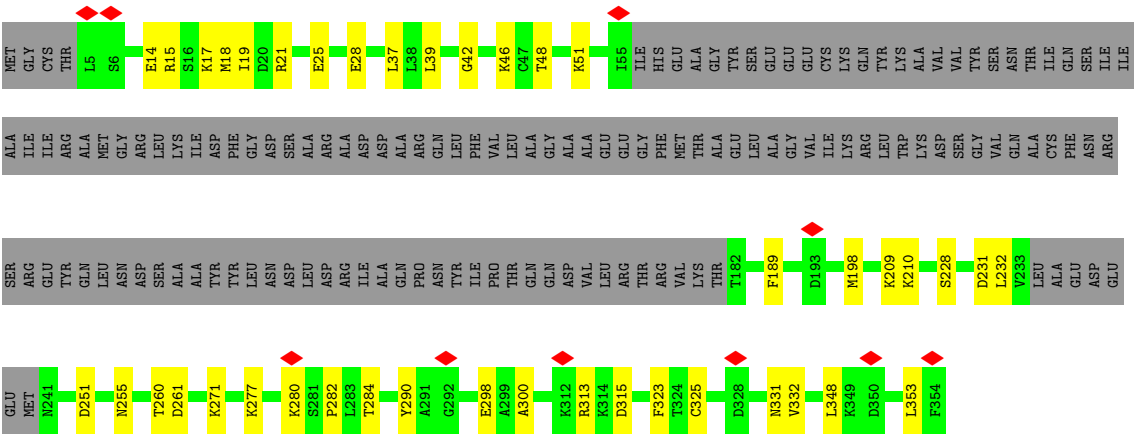 MET GLY CYS THR L5 S6 E14 R15 S16 K17 M18 I19 D20 R21 E25 E28 L37 L38 L39 G42 K46 C47 T48 K51 I55 ILE HIS GLU ALA GLY TYR SER GLU GLU GLU CYS LYS GLN TYR LYS ALA VAL VAL TYR SER ASN THR ILE GLN SER ILE ILE
ALA ILE ILE ARG ALA MET GLY ARG LEU LYS ILE ASP PHE GLY ASP SER ALA ARG ALA ASP ASP ALA ARG GLN LEU PHE VAL LEU ALA GLY ALA ALA GLU GLU GLY PHE MET THR ALA GLU LEU ALA GLY VAL ILE LYS ARG LEU TRP LYS ASP SER GLY VAL GLN ALA CYS PHE ASN ARG
SER ARG GLU TYR GLN LEU ASN ASP SER ALA ALA TYR TYR LEU ASN ASP LEU ASP ARG ILE ALA GLN PRO ASN TYR ILE PRO THR GLN GLN ASP VAL LEU ARG THR ARG VAL LYS THR T182 F189 D193 M198 K209 K210 S228 D231 L232 V233 LEU ALA GLU ASP GLU
GLU MET N241 D251 N255 T260 D261 K271 K277 K280 S281 P282 L283 T284 Y290 A291 G292 E298 A299 A300 K312 R313 K314 D315 F323 T324 C325 D328 N331 V332 L348 K349 D350 L353 F354